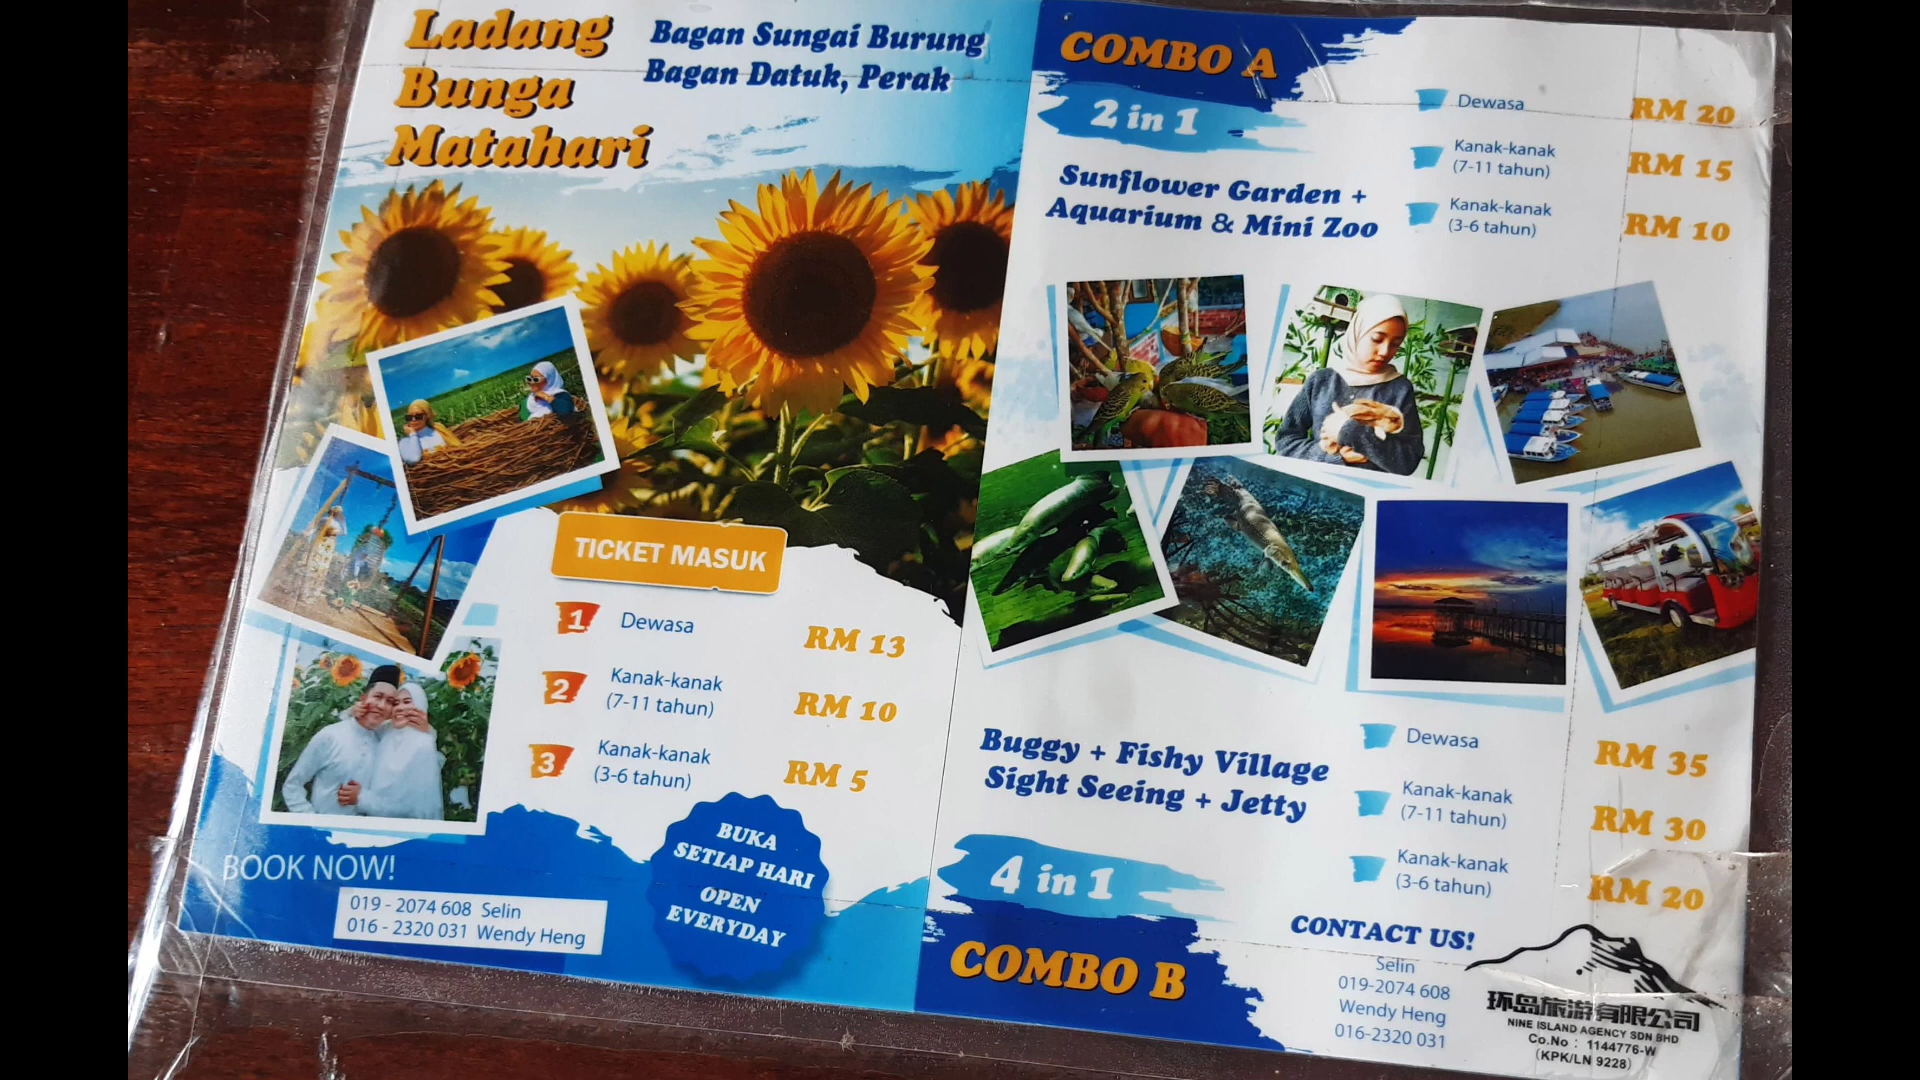 Ladang
Bunga
Matahari
Bagan Sungai Burung
Bagan Datuk, Perak
TICKET MASUK
1 Dewasa RM 13
2 Kanak-kanak
(7-11 tahun) RM 10
3 Kanak-kanak
(3-6 tahun) RM 5
BUKA
SETIAP HARI
OPEN
EVERYDAY
BOOK NOW!
019 - 2074 608 Selin
016 - 2320 031 Wendy Heng
COMBO A
2 in 1
Sunflower Garden +
Aquarium & Mini Zoo
Dewasa RM 20
Kanak-kanak
(7-11 tahun) RM 15
Kanak-kanak
(3-6 tahun) RM 10
Buggy + Fishy Village
Sight Seeing + Jetty
4 in 1
COMBO B
Dewasa RM 35
Kanak-kanak
(7-11 tahun) RM 30
Kanak-kanak
(3-6 tahun) RM 20
CONTACT US!
Selin
019-2074 608
Wendy Heng
016-2320 031
环岛旅游有限公司
NINE ISLAND AGENCY SDN BHD
Co.No : 1144776-W
(KPK/LN 9228)